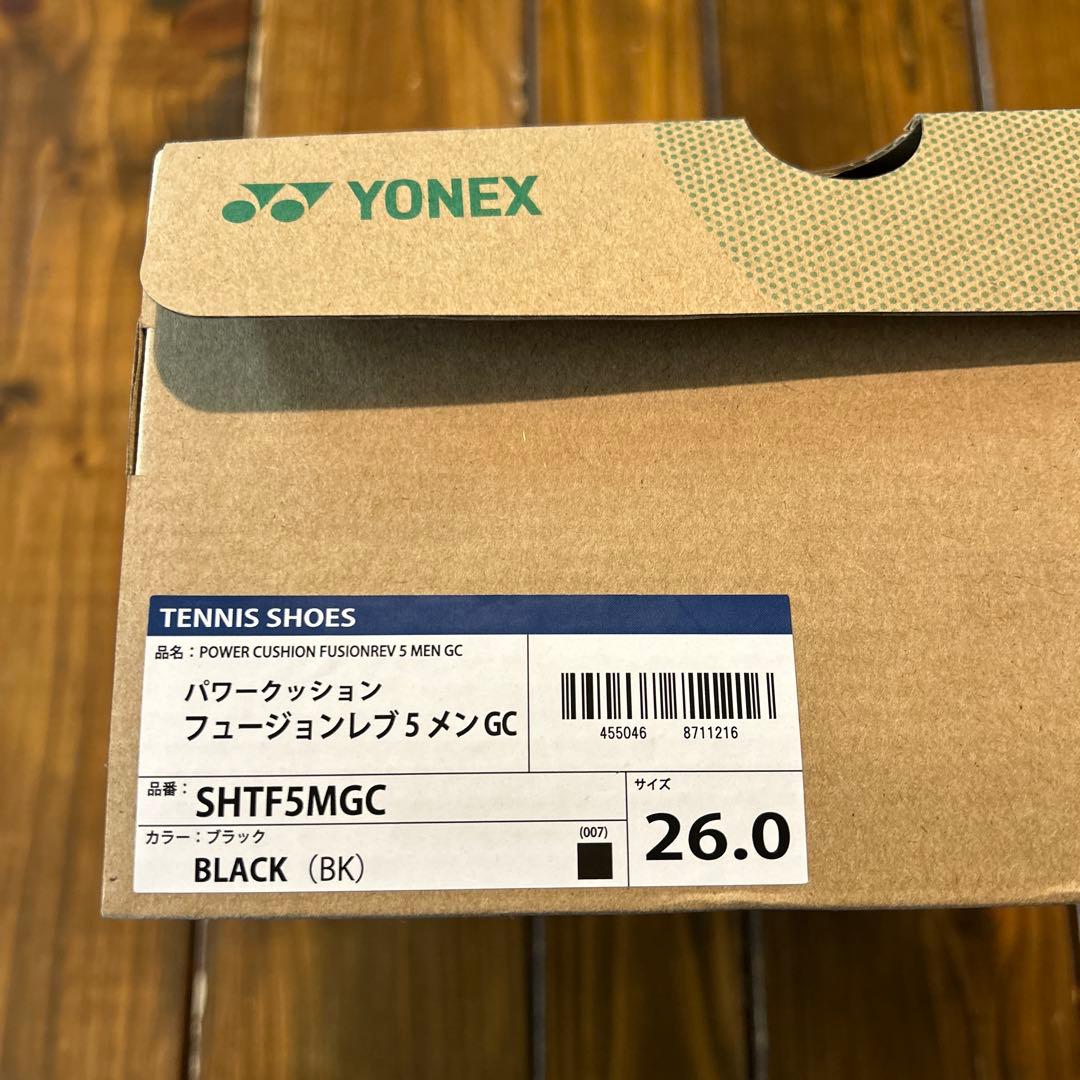 YONEX
TENNIS SHOES
品名：POWER CUSHION FUSIONREV 5 MEN GC
パワークッション
フュージョンレブ 5 メン GC
455046 8711216
品番：
SHTF5MGC
カラー：ブラック
(007)
BLACK（BK）
サイズ
26.0